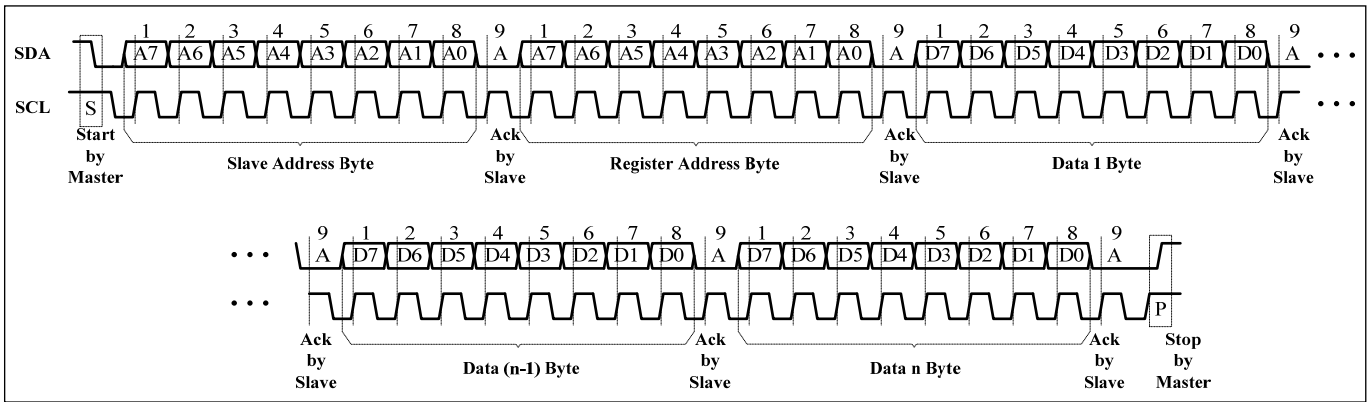 1 2 3 4 5 6 7 8 9 1 2 3 4 5 6 7 8 9 1 2 3 4 5 6 7 8 9
SDA A7 A6 A5 A4 A3 A2 A1 A0 A A7 A6 A5 A4 A3 A2 A1 A0 A D7 D6 D5 D4 D3 D2 D1 D0 A • • •
SCL S • • •
Start by Master
Slave Address Byte
Ack by Slave
Register Address Byte
Ack by Slave
Data 1 Byte
Ack by Slave
9 1 2 3 4 5 6 7 8 9 1 2 3 4 5 6 7 8 9
• • • A D7 D6 D5 D4 D3 D2 D1 D0 A D7 D6 D5 D4 D3 D2 D1 D0 A
• • • P
Ack by Slave
Data (n-1) Byte
Ack by Slave
Data n Byte
Ack by Slave
Stop by Master